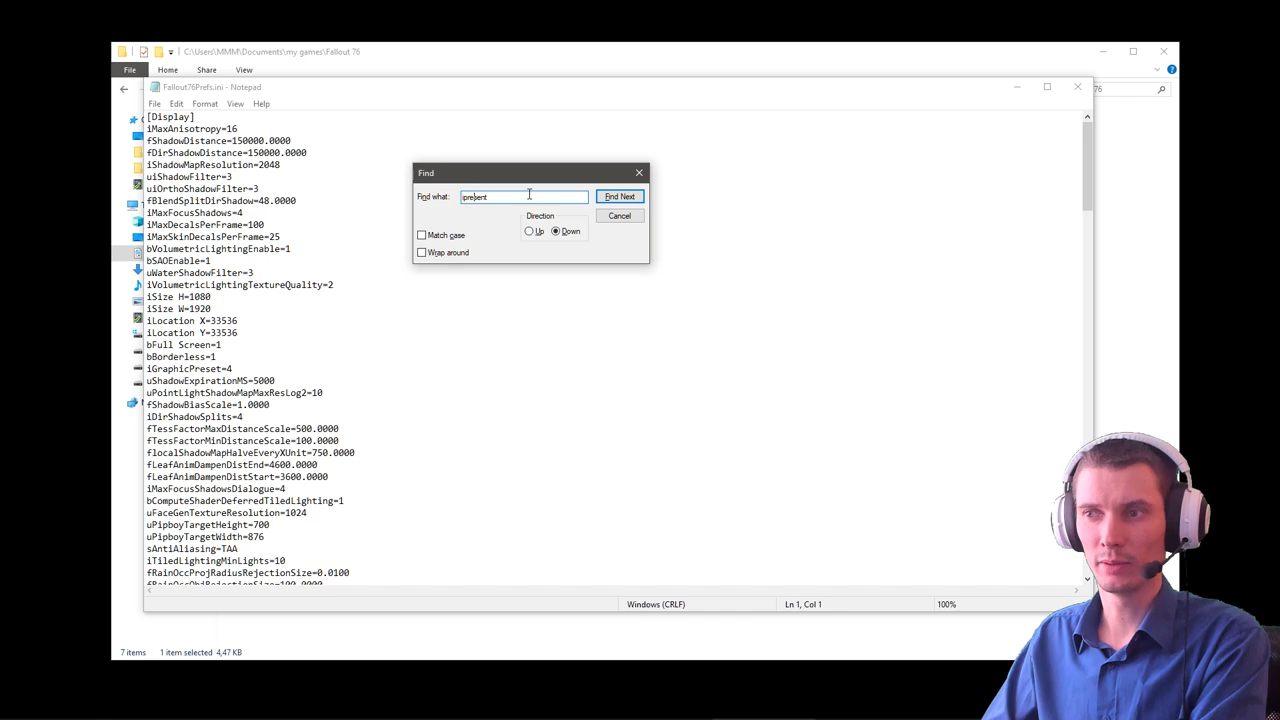 C:\Users\MMM\Documents\my games\Fallout 76
File Home Share View
Fallout76Prefs.ini - Notepad
76
File Edit Format View Help
[Display]
iMaxAnisotropy=16
fShadowDistance=150000.0000
fDirShadowDistance=150000.0000
iShadowMapResolution=2048
uiShadowFilter=3
uiOrthoShadowFilter=3
fBlendSplitDirShadow=48.0000
iMaxFocusShadows=4
iMaxDecalsPerFrame=100
iMaxSkinDecalsPerFrame=25
bVolumetricLightingEnable=1
bSAOEnable=1
uWaterShadowFilter=3
iVolumetricLightingTextureQuality=2
iSize H=1080
iSize W=1920
iLocation X=33536
iLocation Y=33536
bFull Screen=1
bBorderless=1
iGraphicPreset=4
uShadowExpirationMS=5000
uPointLightShadowMapMaxResLog2=10
fShadowBiasScale=1.0000
iDirShadowSplits=4
fTessFactorMaxDistanceScale=500.0000
fTessFactorMinDistanceScale=100.0000
flocalShadowMapHalveEveryXUnit=750.0000
fLeafAnimDampenDistEnd=4600.0000
fLeafAnimDampenDistStart=3600.0000
iMaxFocusShadowsDialogue=4
bComputeShaderDeferredTiledLighting=1
uFaceGenTextureResolution=1024
uPipboyTargetHeight=700
uPipboyTargetWidth=876
sAntiAliasing=TAA
iTiledLightingMinLights=10
fRainOccProjRadiusRejectionSize=0.0100
fRainOccObjRejectionSize=100.0000
Find
Find what: ipresent Find Next
Direction Cancel
Up Down
Match case
Wrap around
Windows (CRLF) Ln 1, Col 1 100%
7 items 1 item selected 4,47 KB